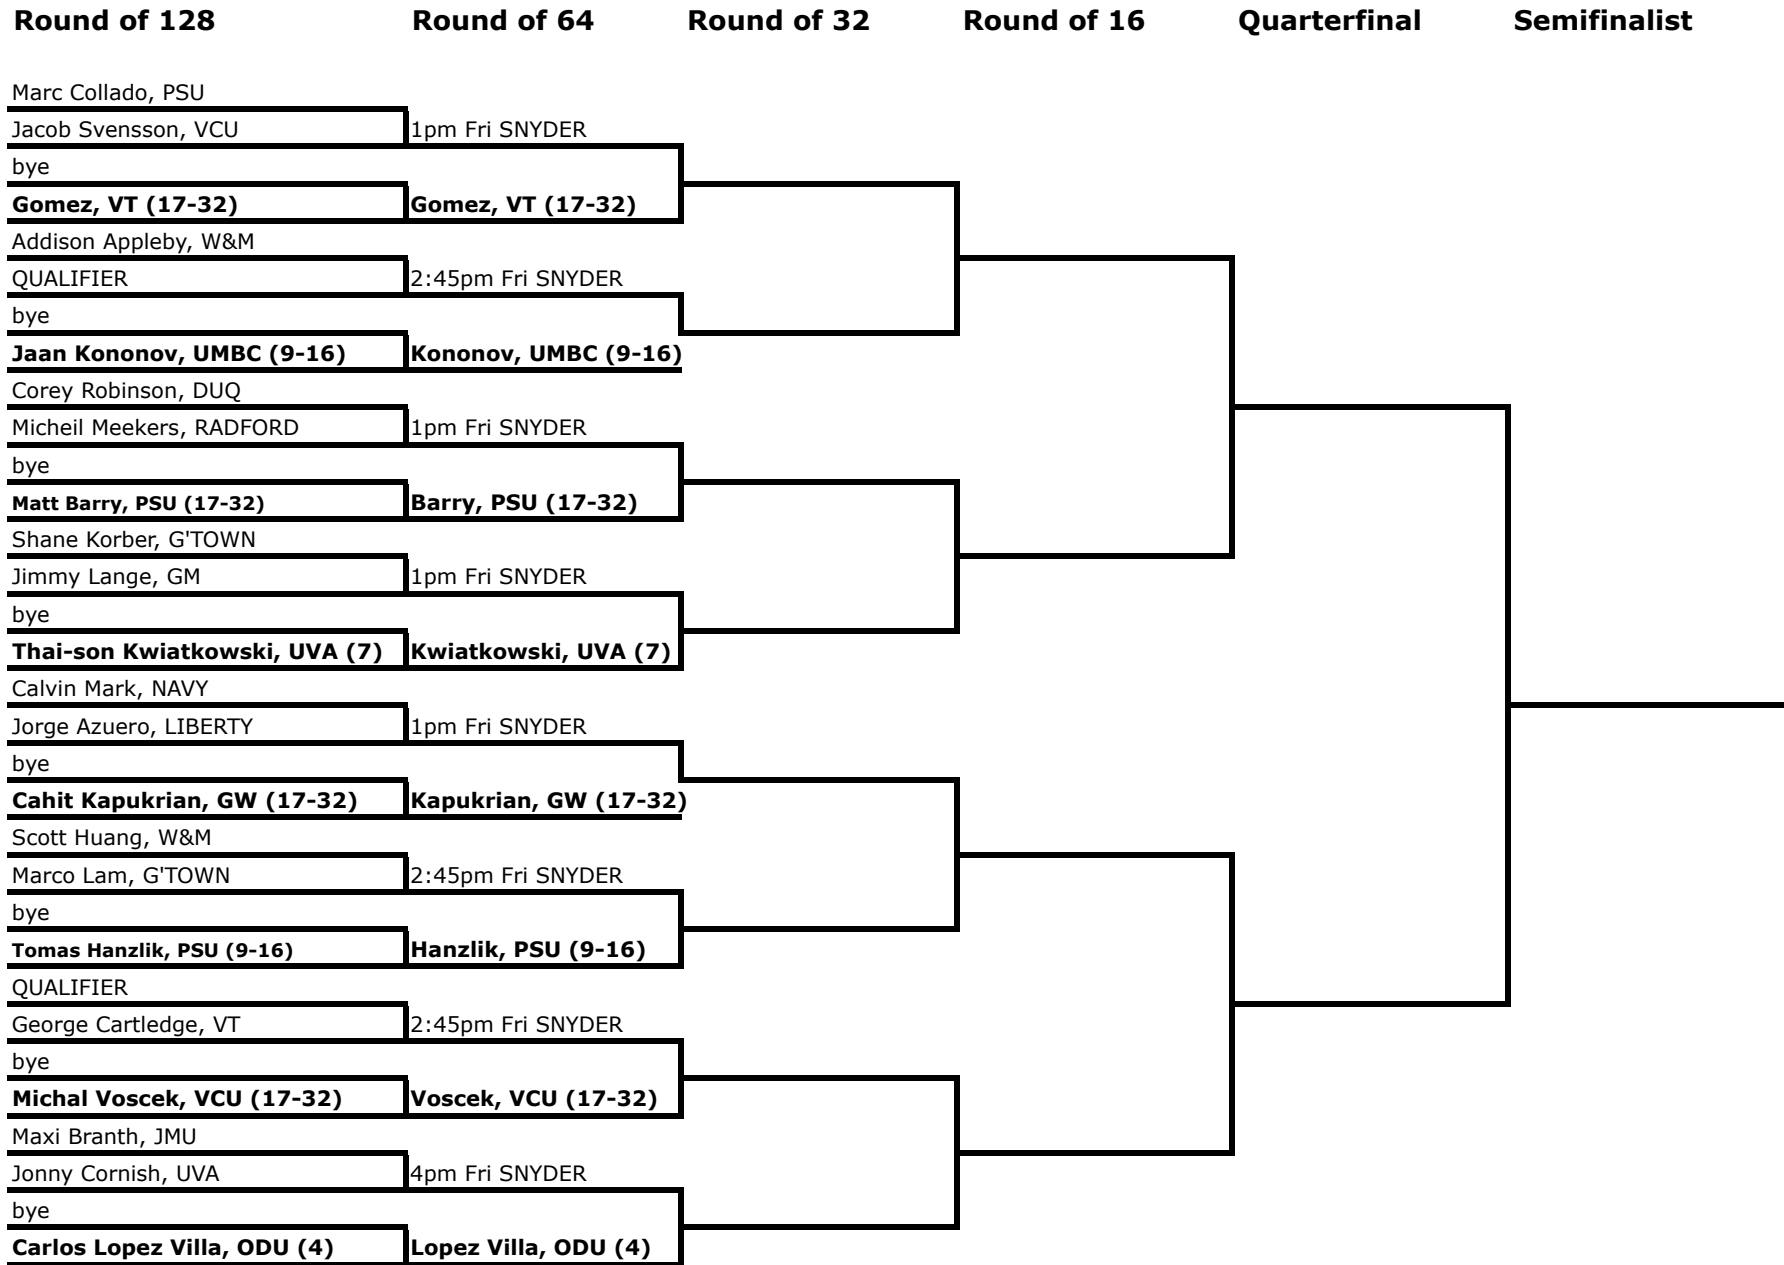 Round of 128 Round of 64 Round of 32 Round of 16 Quarterfinal Semifinalist
Marc Collado, PSU
Jacob Svensson, VCU 1pm Fri SNYDER
bye
Gomez, VT (17-32) Gomez, VT (17-32)
Addison Appleby, W&M
QUALIFIER 2:45pm Fri SNYDER
bye
Jaan Kononov, UMBC (9-16) Kononov, UMBC (9-16)
Corey Robinson, DUQ
Micheil Meekers, RADFORD 1pm Fri SNYDER
bye
Matt Barry, PSU (17-32) Barry, PSU (17-32)
Shane Korber, G'TOWN
Jimmy Lange, GM 1pm Fri SNYDER
bye
Thai-son Kwiatkowski, UVA (7) Kwiatkowski, UVA (7)
Calvin Mark, NAVY
Jorge Azuero, LIBERTY 1pm Fri SNYDER
bye
Cahit Kapukrian, GW (17-32) Kapukrian, GW (17-32)
Scott Huang, W&M
Marco Lam, G'TOWN 2:45pm Fri SNYDER
bye
Tomas Hanzlik, PSU (9-16) Hanzlik, PSU (9-16)
QUALIFIER
George Cartledge, VT 2:45pm Fri SNYDER
bye
Michal Voscek, VCU (17-32) Voscek, VCU (17-32)
Maxi Branth, JMU
Jonny Cornish, UVA 4pm Fri SNYDER
bye
Carlos Lopez Villa, ODU (4) Lopez Villa, ODU (4)